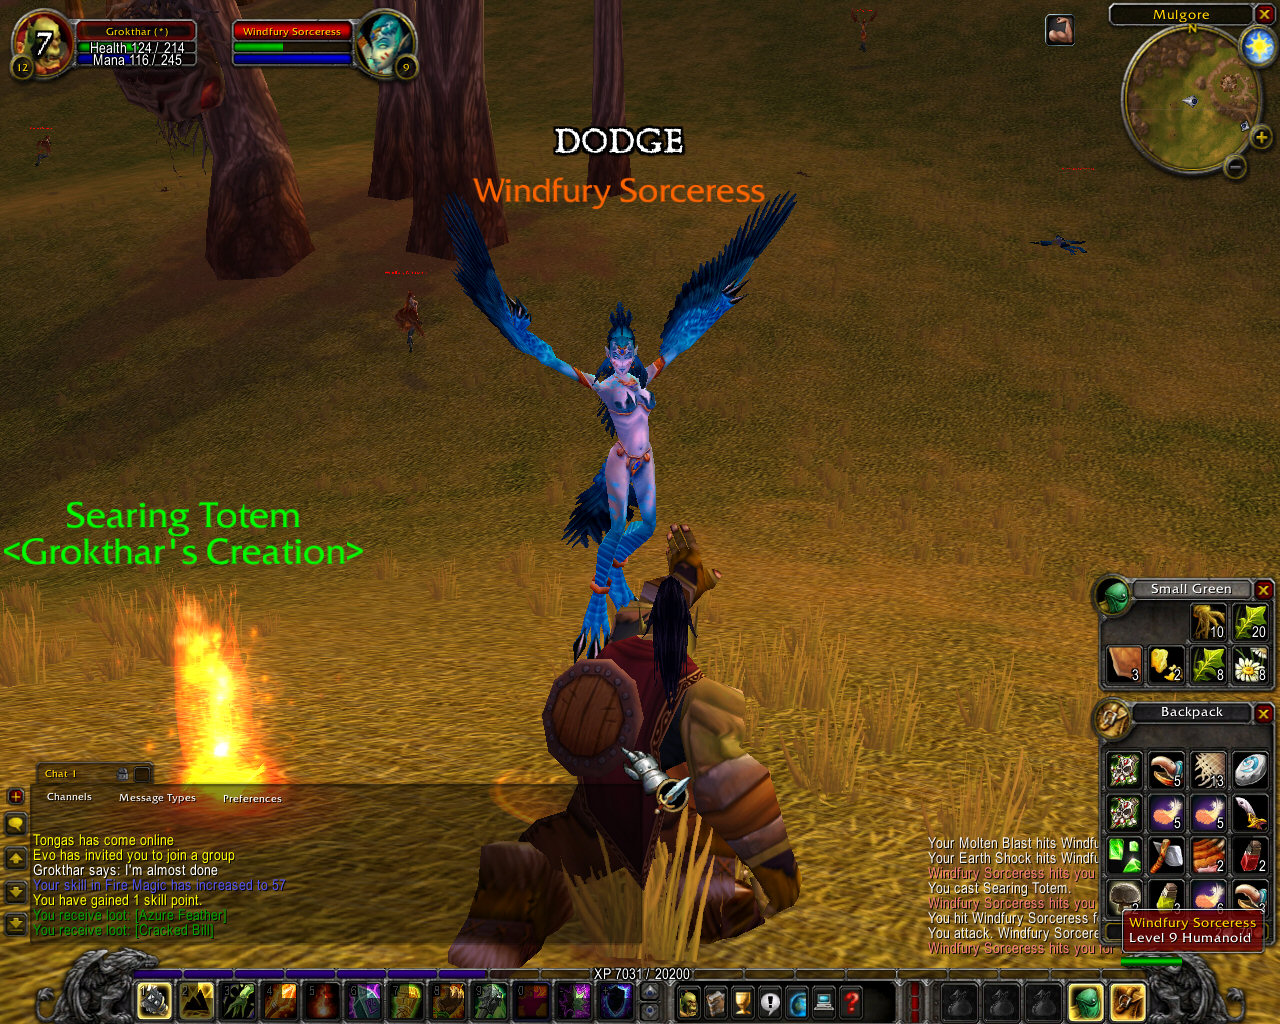 Grokthar (*)
7
Health 124 / 214
Mana 116 / 245
12
Windfury Sorceress
9
Mulgore
N
DODGE
Windfury Sorceress
Searing Totem
<Grokthar's Creation>
Small Green
10
20
3
2
8
8
Backpack
5
13
5
5
2
2
Chat 1
Channels
Message Types
Preferences
Tongas has come online
Evo has invited you to join a group
Grokthar says: I'm almost done
Your skill in Fire Magic has increased to 57
You have gained 1 skill point.
You receive loot: [Azure Feather]
You receive loot: [Cracked Bill]
Your Molten Blast hits Windfu
Your Earth Shock hits Windfu
Windfury Sorceress hits you
You cast Searing Totem.
Windfury Sorceress hits you
You hit Windfury Sorceress f
You attack. Windfury Sorcere
Windfury Sorceress hits you for
Windfury Sorceress
Level 9 Humanoid
XP 7031 / 20200